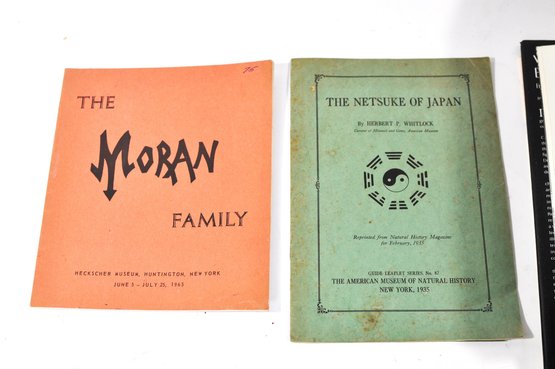 75
THE
MORAN
FAMILY
HECKSCHER MUSEUM, HUNTINGTON, NEW YORK
JUNE 5 - JULY 25, 1965
THE NETSUKE OF JAPAN
By HERBERT P. WHITLOCK
Curator of Minerals and Gems, American Museum
Reprinted from Natural History Magazine
for February, 1935
GUIDE LEAFLET SERIES, No. 87
THE AMERICAN MUSEUM OF NATURAL HISTORY
NEW YORK, 1935